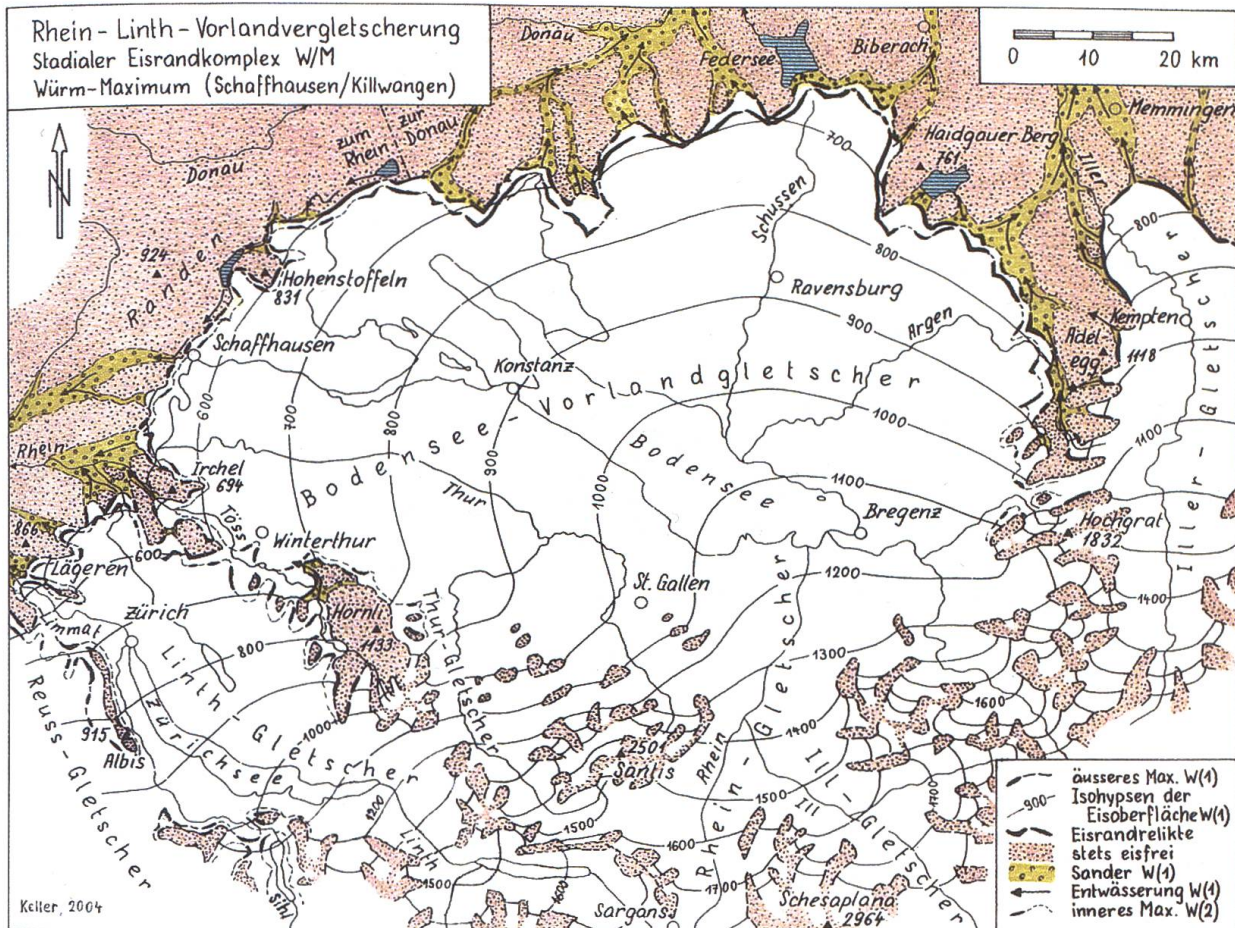 Rhein - Linth - Vorlandvergletscherung
Stadialer Eisrandkomplex W/M
Würm-Maximum (Schaffhausen/Killwangen)
0 10 20 km
N
Donau
Federsee
Biberach
Memmingen
zum Rhein
zur Donau
Donau
Haidgauer Berg
761
Iller
700
800
Schussen
800
924
Randen
Hohenstoffeln
831
Ravensburg
900
Argen
Kempten
Adelegg
1118
Schaffhausen
Konstanz
600
700
800
900
1000
1000
1100
1100
Bodensee - Vorlandgletscher
Bodensee
Iller - Gletscher
Rhein
Irchel
694
Thur
Töss
Winterthur
Bregenz
Hochgrat
1832
866
Lägeren
600
1200
1400
St. Gallen
Hörnli
1133
Thur-Gletscher
Limmat
Zürich
800
1300
1600
Linth - Gletscher
Zürichsee
1000
Reuss-Gletscher
915
Albis
2501
Säntis
1400
Rhein
Rhein - Gletscher
Ill - Gletscher
Ill
1500
1700
1200
1500
1600
Linth
1500
1600
1700
Sihl
Sargans
Schesaplana
2964
Keller, 2004
äusseres Max. W(1)
900 Isohypsen der
Eisoberfläche W(1)
Eisrandrelikte
stets eisfrei
Sander W(1)
Entwässerung W(1)
inneres Max. W(2)